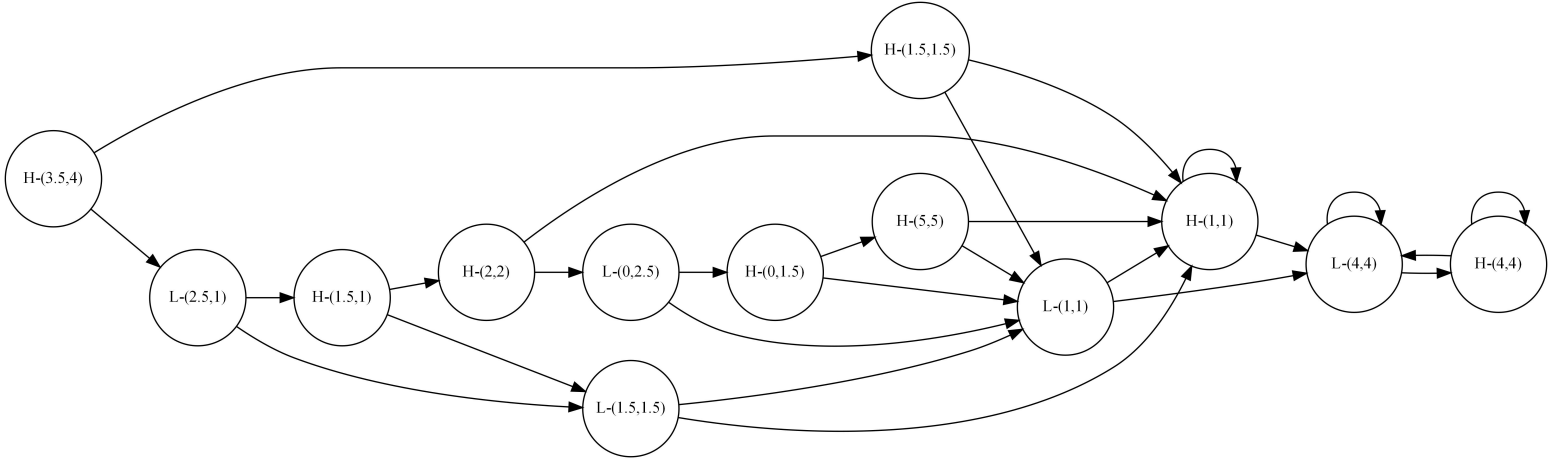 H-(1.5,1.5)
H-(3.5,4)
H-(5,5)
H-(1,1)
L-(4,4)
H-(4,4)
H-(2,2)
L-(0,2.5)
H-(0,1.5)
L-(2.5,1)
H-(1.5,1)
L-(1,1)
L-(1.5,1.5)